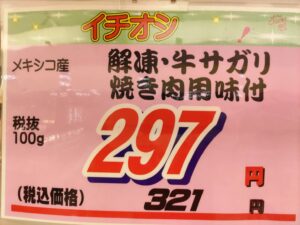 イチオシ
メキシコ産
解凍・牛サガリ
焼き肉用味付
税抜
100g
297
円
(税込価格)
321
円